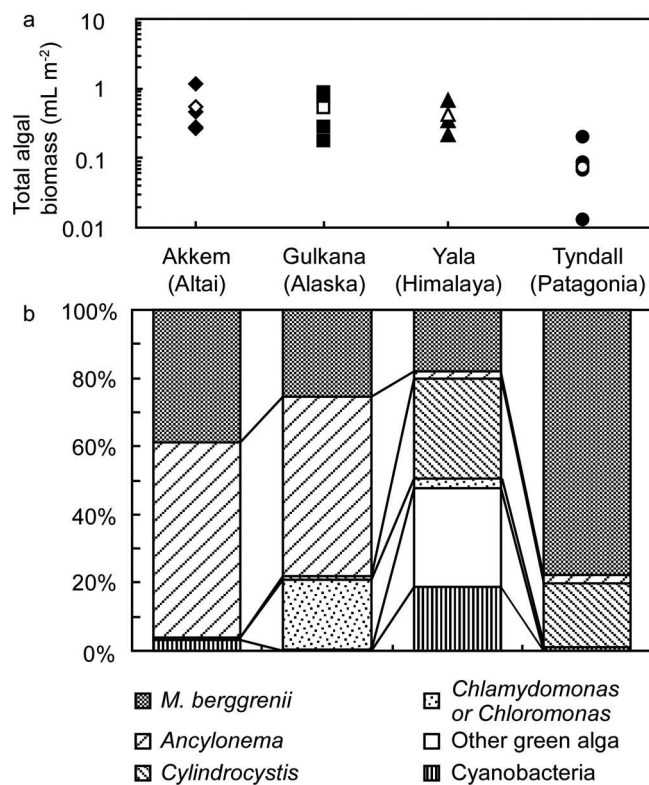 a
Total algal
biomass (mL m⁻²)
10
1
0.1
0.01
Akkem
(Altai)
Gulkana
(Alaska)
Yala
(Himalaya)
Tyndall
(Patagonia)
b
100%
80%
60%
40%
20%
0%
M. berggrenii
Ancylonema
Cylindrocystis
Chlamydomonas
or Chloromonas
Other green alga
Cyanobacteria